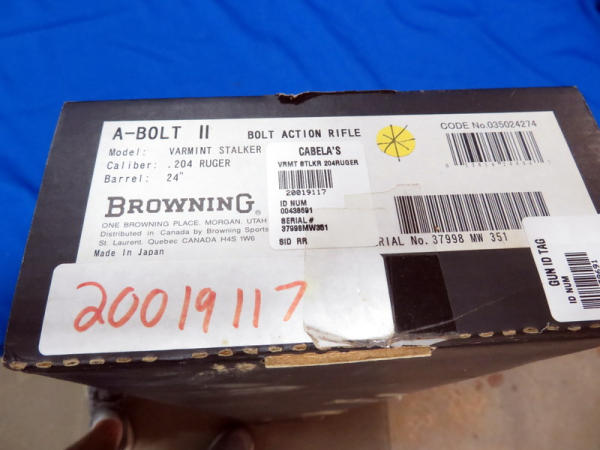 A-BOLT II BOLT ACTION RIFLE
CODE No.035024274
Model: VARMINT STALKER
Caliber: .204 RUGER
Barrel: 24"
BROWNING®
ONE BROWNING PLACE, MORGAN, UTAH
Distributed in Canada by Browning Sports
St. Laurent, Quebec CANADA H4S 1W6
Made in Japan
CABELA'S
VRMT STLKR 204RUGER
20019117
ID NUM
00438691
SERIAL #
37998MW351
SID RR
RIAL No. 37998 MW 351
GUN ID TAG
ID NUM
20019117